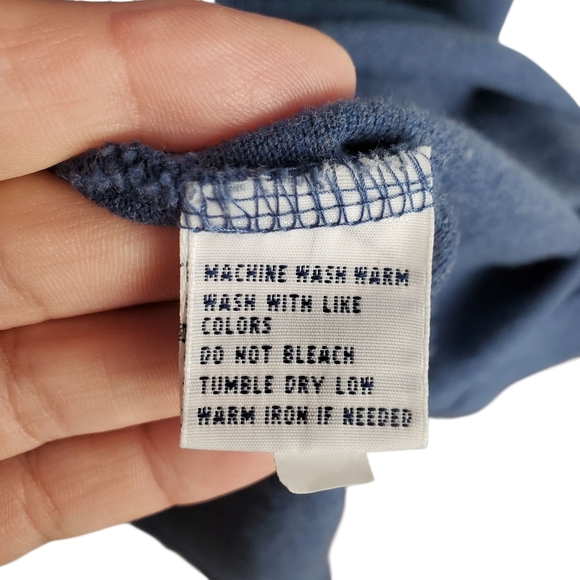 MACHINE WASH WARM
WASH WITH LIKE
COLORS
DO NOT BLEACH
TUMBLE DRY LOW
WARM IRON IF NEEDED